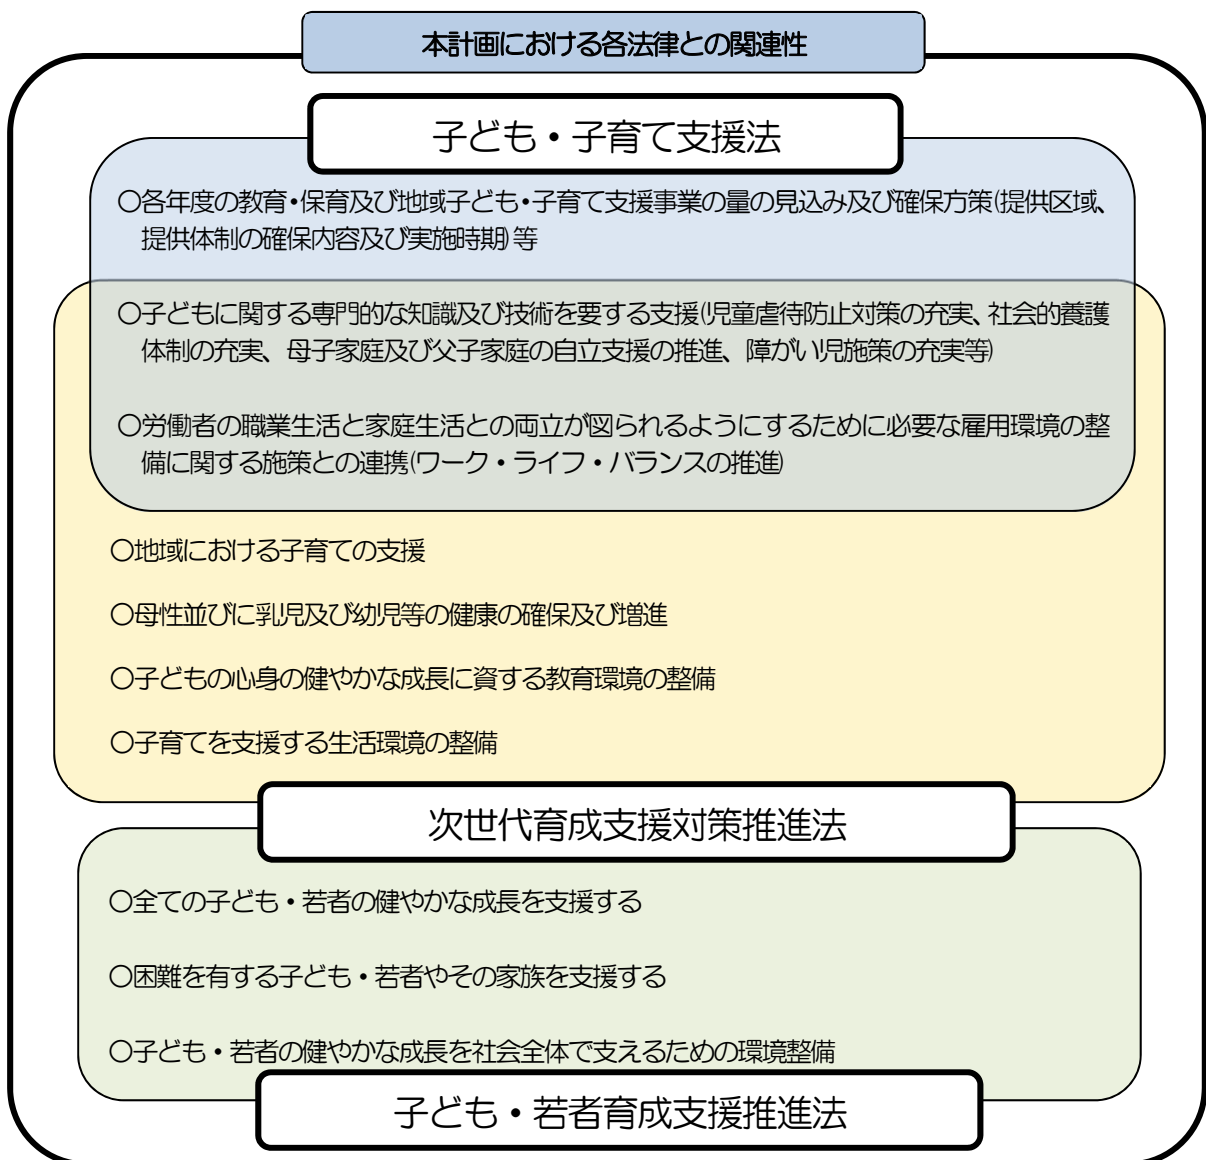 本計画における各法律との関連性
子ども・子育て支援法
○各年度の教育・保育及び地域子ども・子育て支援事業の量の見込み及び確保方策(提供区域、
提供体制の確保内容及び実施時期)等
○子どもに関する専門的な知識及び技術を要する支援(児童虐待防止対策の充実、社会的養護
体制の充実、母子家庭及び父子家庭の自立支援の推進、障がい児施策の充実等)
○労働者の職業生活と家庭生活との両立が図られるようにするために必要な雇用環境の整
備に関する施策との連携(ワーク・ライフ・バランスの推進)
○地域における子育ての支援
○母性並びに乳児及び幼児等の健康の確保及び増進
○子どもの心身の健やかな成長に資する教育環境の整備
○子育てを支援する生活環境の整備
次世代育成支援対策推進法
○全ての子ども・若者の健やかな成長を支援する
○困難を有する子ども・若者やその家族を支援する
○子ども・若者の健やかな成長を社会全体で支えるための環境整備
子ども・若者育成支援推進法